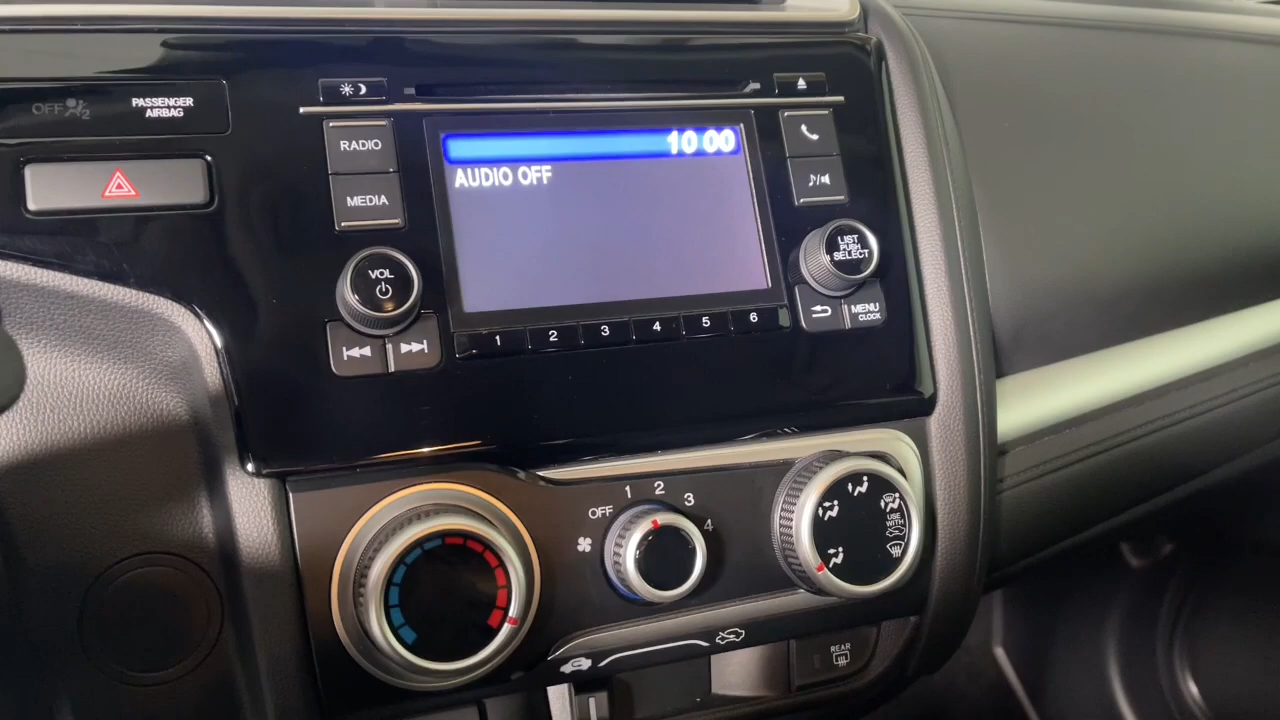 OFF 2
PASSENGER
AIRBAG
RADIO
MEDIA
10 00
AUDIO OFF
VOL
LIST
PUSH
SELECT
MENU
CLOCK
1 2 3 4 5 6
OFF 1 2 3 4
USE
WITH
REAR